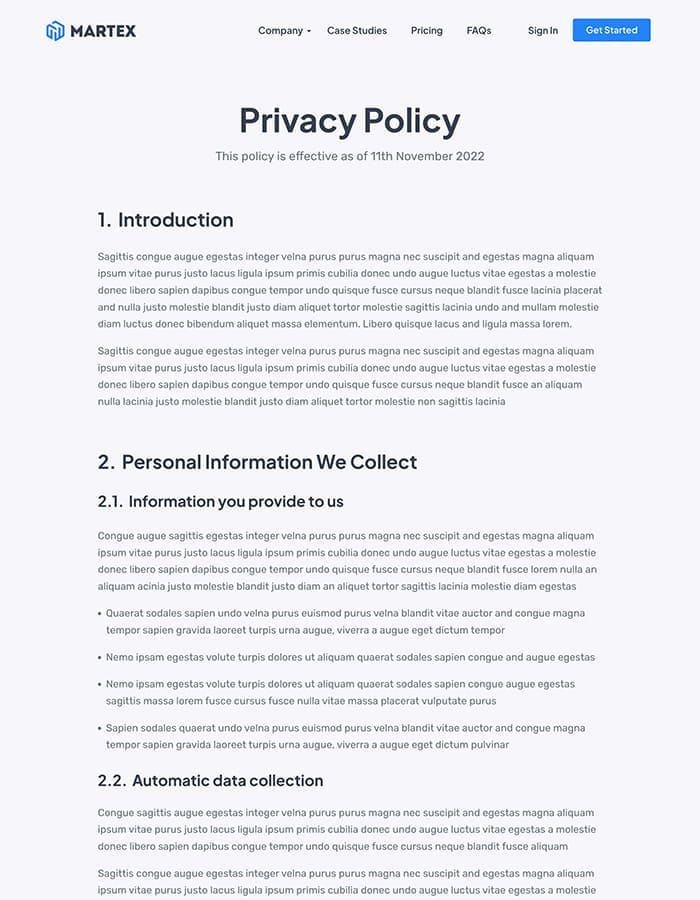 MARTEX
Company Case Studies Pricing FAQs Sign In Get Started
Privacy Policy
This policy is effective as of 11th November 2022
1. Introduction
Sagittis congue augue egestas integer velna purus purus magna nec suscipit and egestas magna aliquam
ipsum vitae purus justo lacus ligula ipsum primis cubilia donec undo augue luctus vitae egestas a molestie
donec libero sapien dapibus congue tempor undo quisque fusce cursus neque blandit fusce lacinia placerat
and nulla justo molestie blandit justo diam aliquet tortor molestie sagittis lacinia undo and mullam molestie
diam luctus donec bibendum aliquet massa elementum. Libero quisque lacus and ligula massa lorem.
Sagittis congue augue egestas integer velna purus purus magna nec suscipit and egestas magna aliquam
ipsum vitae purus justo lacus ligula ipsum primis cubilia donec undo augue luctus vitae egestas a molestie
donec libero sapien dapibus congue tempor undo quisque fusce cursus neque blandit fusce an aliquam
nulla lacinia justo molestie blandit justo diam aliquet tortor molestie non sagittis lacinia
2. Personal Information We Collect
2.1. Information you provide to us
Congue augue sagittis egestas integer velna purus purus magna nec suscipit and egestas magna aliquam
ipsum vitae purus justo lacus ligula ipsum primis cubilia donec undo augue luctus vitae egestas a molestie
donec libero sapien dapibus congue tempor undo quisque fusce cursus neque blandit fusce lorem nulla an
aliquam acinia justo molestie blandit justo diam an aliquet tortor sagittis lacinia molestie diam egestas
• Quaerat sodales sapien undo velna purus euismod purus velna blandit vitae auctor and congue magna
tempor sapien gravida laoreet turpis urna augue, viverra a augue eget dictum tempor
• Nemo ipsam egestas volute turpis dolores ut aliquam quaerat sodales sapien congue and augue egestas
• Nemo ipsam egestas volute turpis dolores ut aliquam quaerat sodales sapien congue augue egestas
sagittis massa lorem fusce cursus fusce nulla vitae massa placerat vulputate purus
• Sapien sodales quaerat undo velna purus euismod purus velna blandit vitae auctor and congue magna
tempor sapien gravida laoreet turpis urna augue, viverra a augue eget dictum pulvinar
2.2. Automatic data collection
Congue sagittis augue egestas integer velna purus purus magna nec suscipit and egestas magna aliquam
ipsum vitae purus justo lacus ligula ipsum primis cubilia donec undo augue luctus vitae egestas a molestie
donec libero sapien dapibus congue tempor undo quisque fusce cursus neque blandit fusce aliquam
Sagittis congue augue egestas integer velna purus purus magna nec suscipit and egestas magna aliquam
ipsum vitae purus justo lacus ligula ipsum primis cubilia donec undo augue luctus vitae egestas a molestie